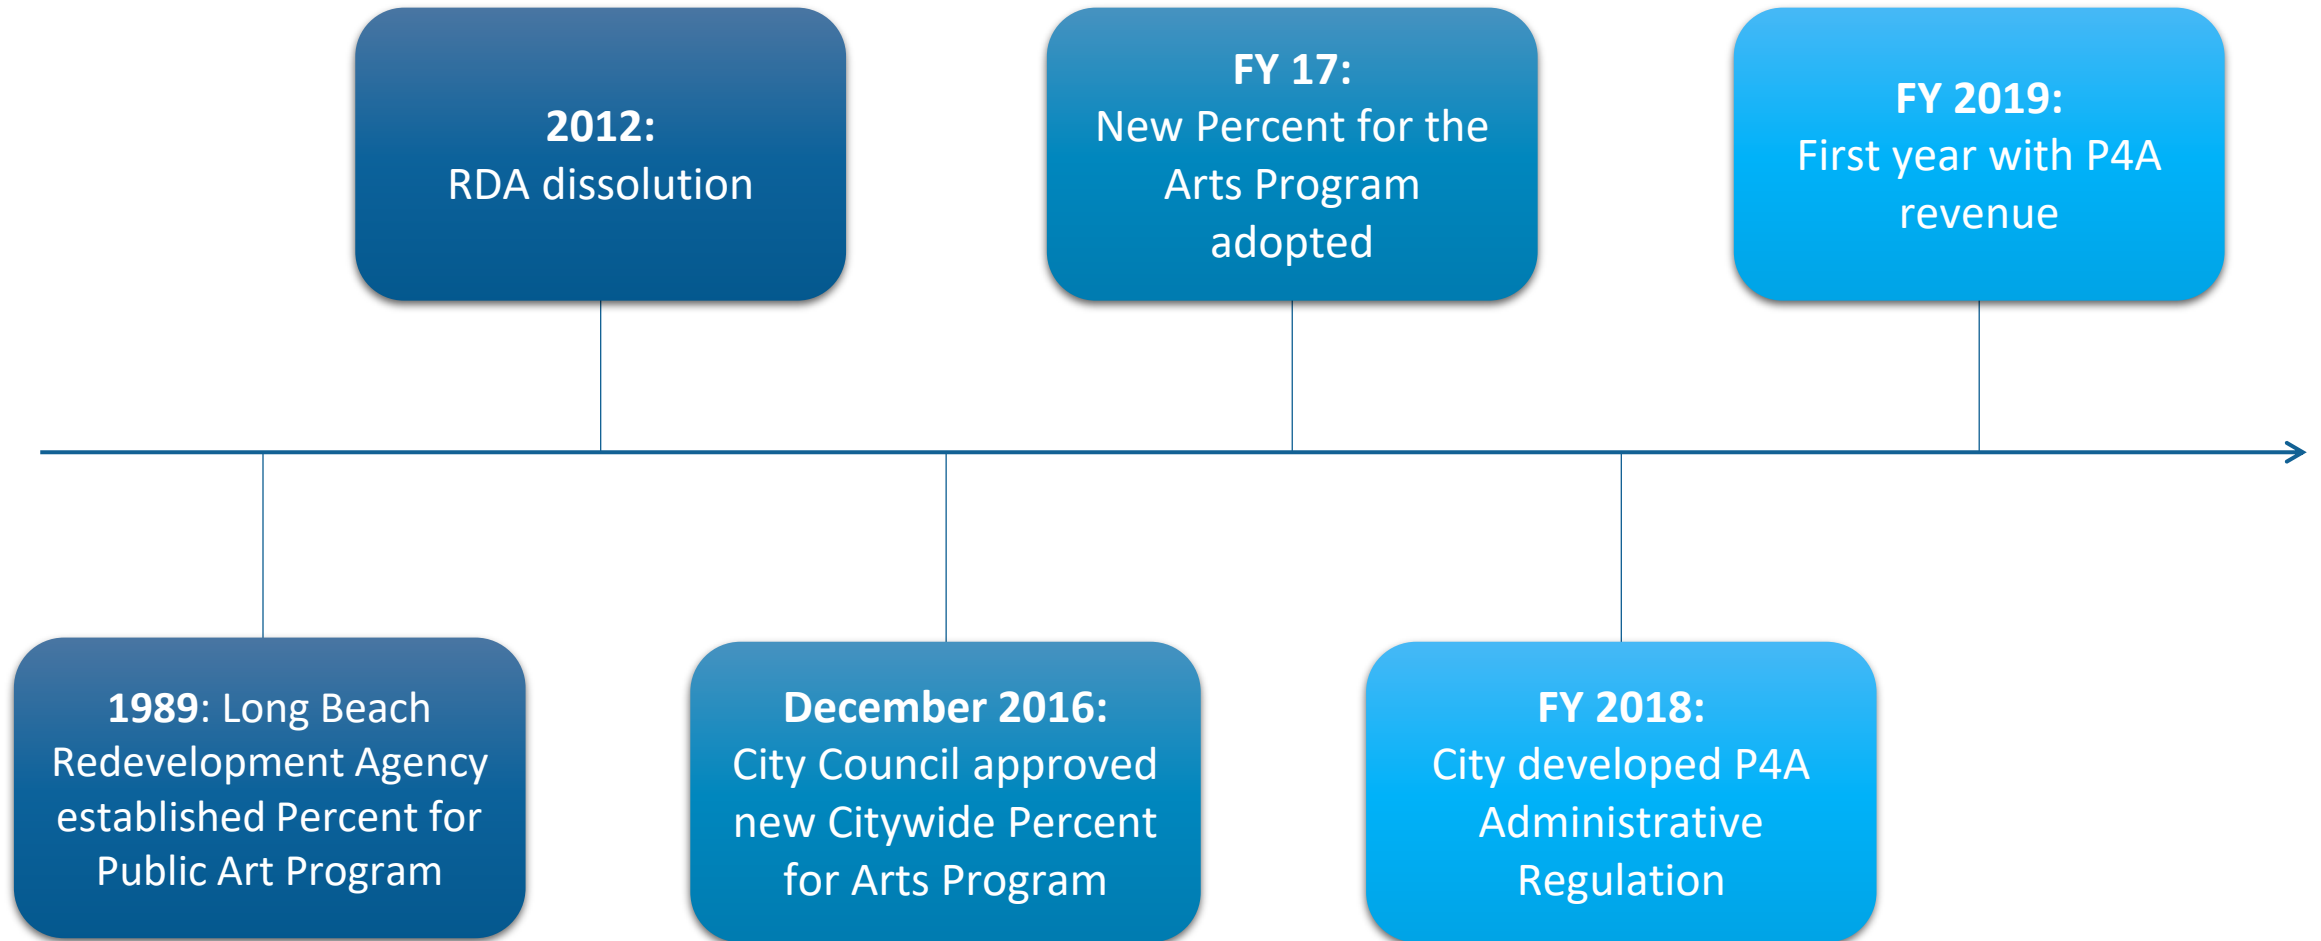 2012:
RDA dissolution
FY 17:
New Percent for the
Arts Program
adopted
FY 2019:
First year with P4A
revenue
1989: Long Beach
Redevelopment Agency
established Percent for
Public Art Program
December 2016:
City Council approved
new Citywide Percent
for Arts Program
FY 2018:
City developed P4A
Administrative
Regulation